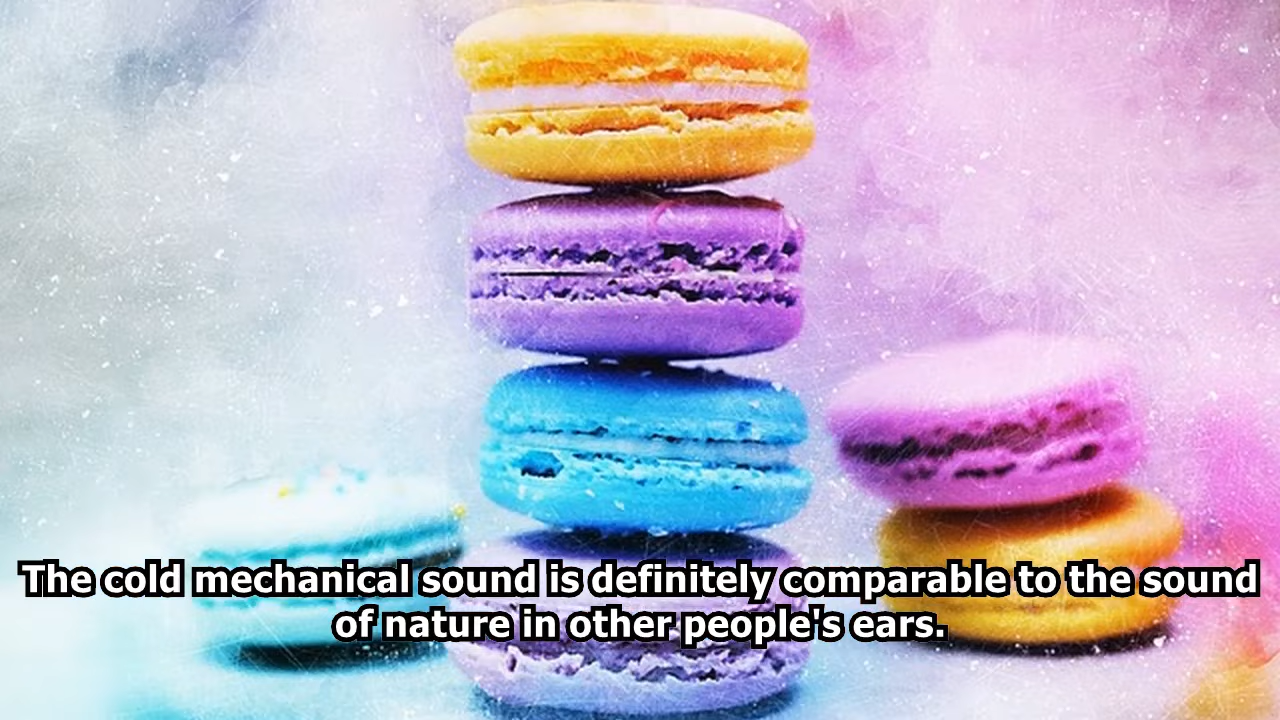 The cold mechanical sound is definitely comparable to the sound
of nature in other people's ears.